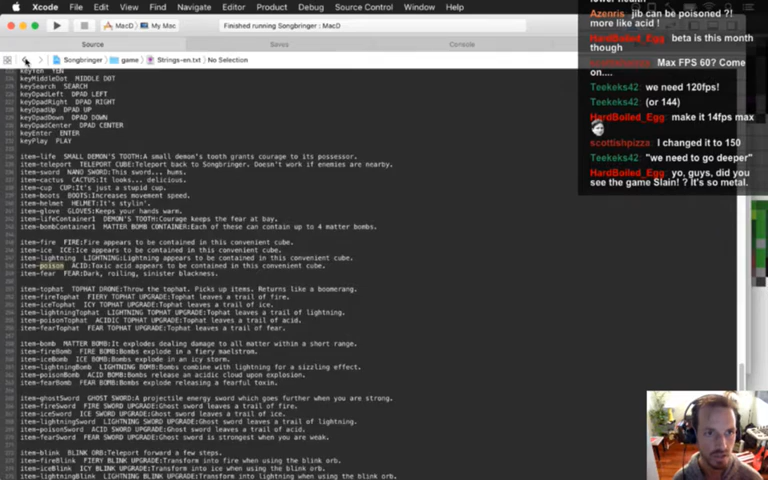 Xcode File Edit View Find Navigate Editor Product Debug Source Control Window Help
MacD My Mac Finished running Songbringer : MacD
Source Saves Console
Songbringer game Strings-en.txt No Selection
keyYen YEN
keyMiddleDot MIDDLE DOT
keySearch SEARCH
keyDpadLeft DPAD LEFT
keyDpadRight DPAD RIGHT
keyDpadUp DPAD UP
keyDpadDown DPAD DOWN
keyDpadCenter DPAD CENTER
keyEnter ENTER
keyPlay PLAY
item-life SMALL DEMON'S TOOTH:A small demon's tooth grants courage to its possessor.
item-teleport TELEPORT CUBE:Teleport back to Songbringer. Doesn't work if enemies are nearby.
item-sword NANO SWORD:This sword... hums.
item-cactus CACTUS:It looks... delicious.
item-cup CUP:It's just a stupid cup.
item-boots BOOTS:Increases movement speed.
item-helmet HELMET:It's stylin'.
item-glove GLOVES:Keeps your hands warm.
item-lifeContainer1 DEMON'S TOOTH:Courage keeps the fear at bay.
item-bombContainer1 MATTER BOMB CONTAINER:Each of these can contain up to 4 matter bombs.
item-fire FIRE:Fire appears to be contained in this convenient cube.
item-ice ICE:Ice appears to be contained in this convenient cube.
item-lightning LIGHTNING:Lightning appears to be contained in this convenient cube.
item-poison ACID:Toxic acid appears to be contained in this convenient cube.
item-fear FEAR:Dark, roiling, sinister blackness.
item-tophat TOPHAT DRONE:Throw the tophat. Picks up items. Returns like a boomerang.
item-fireTophat FIERY TOPHAT UPGRADE:Tophat leaves a trail of fire.
item-iceTophat ICY TOPHAT UPGRADE:Tophat leaves a trail of ice.
item-lightningTophat LIGHTNING TOPHAT UPGRADE:Tophat leaves a trail of lightning.
item-poisonTophat ACIDIC TOPHAT UPGRADE:Tophat leaves a trail of acid.
item-fearTophat FEAR TOPHAT UPGRADE:Tophat leaves a trail of fear.
item-bomb MATTER BOMB:It explodes dealing damage to all matter within a short range.
item-fireBomb FIRE BOMB:Bombs explode in a fiery maelstrom.
item-iceBomb ICE BOMB:Bombs explode in an icy storm.
item-lightningBomb LIGHTNING BOMB:Bombs combine with lightning for a sizzling effect.
item-poisonBomb ACID BOMB:Bombs release an acidic cloud upon explosion.
item-fearBomb FEAR BOMB:Bombs explode releasing a fearful toxin.
item-ghostSword GHOST SWORD:A projectile energy sword which goes further when you are strong.
item-fireSword FIRE SWORD UPGRADE:Ghost sword leaves a trail of fire.
item-iceSword ICE SWORD UPGRADE:Ghost sword leaves a trail of ice.
item-lightningSword LIGHTNING SWORD UPGRADE:Ghost sword leaves a trail of lightning.
item-poisonSword ACID SWORD UPGRADE:Ghost sword leaves a trail of acid.
item-fearSword FEAR SWORD UPGRADE:Ghost sword is strongest when you are weak.
item-blink BLINK ORB:Teleport forward a few steps.
item-fireBlink FIERY BLINK UPGRADE:Transform into fire when using the blink orb.
item-iceBlink ICY BLINK UPGRADE:Transform into ice when using the blink orb.
item-lightningBlink LIGHTNING BLINK UPGRADE:Transform into lightning when using the blink orb.
Azenris: jib can be poisoned ?!
more like acid !
HardBoiled_Egg: beta is this month
though
scottishpizza: Max FPS 60? Come
on....
Teekeks42: we need 120fps!
Teekeks42: (or 144)
HardBoiled_Egg: make it 14fps max
scottishpizza: I changed it to 150
Teekeks42: "we need to go deeper"
HardBoiled_Egg: yo, guys, did you
see the game Slain! ? It's so metal.